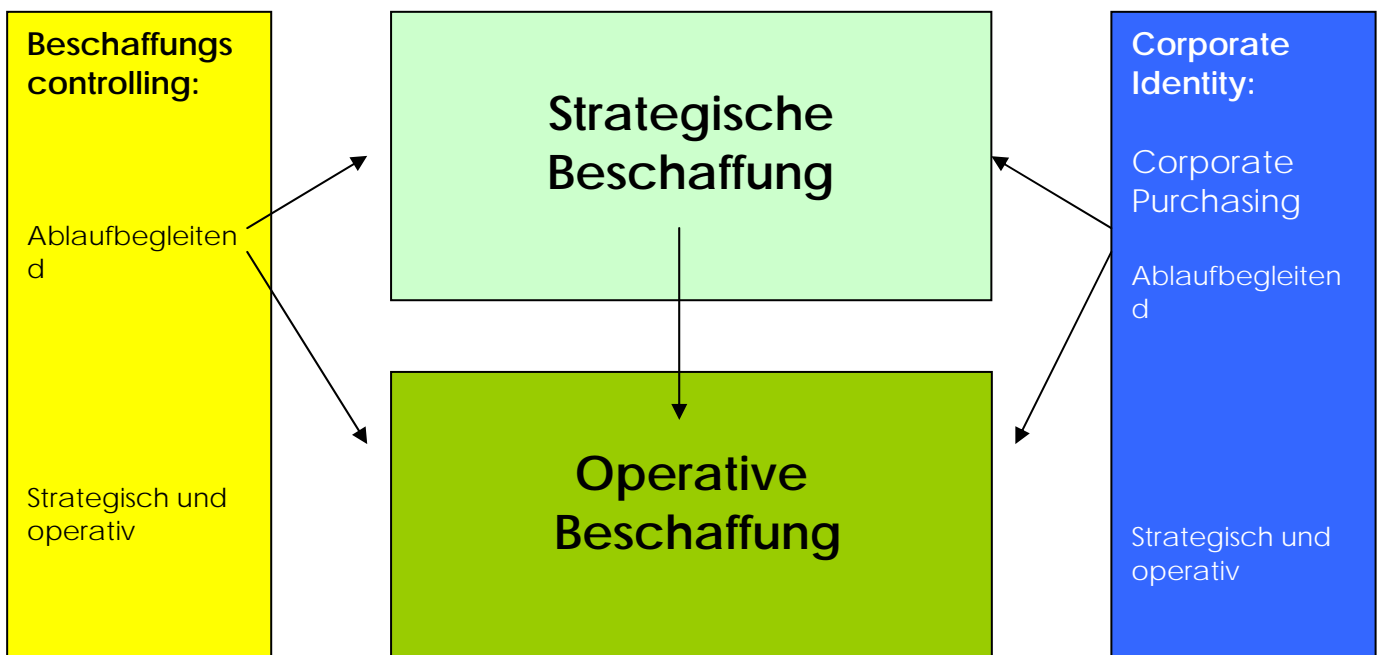 Beschaffungs
controlling:
Ablaufbegleiten
d
Strategisch und
operativ
Strategische
Beschaffung
Operative
Beschaffung
Corporate
Identity:
Corporate
Purchasing
Ablaufbegleiten
d
Strategisch und
operativ